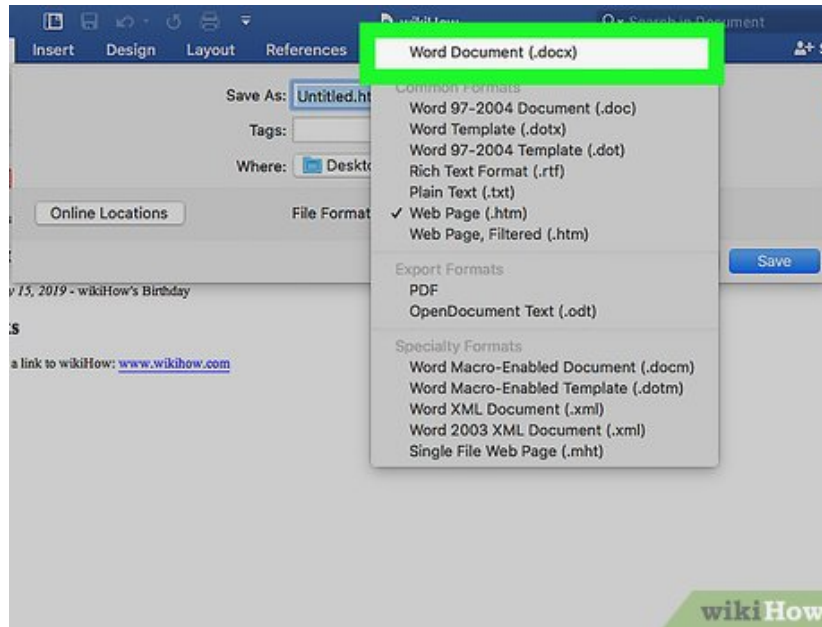 wikiHow
Search in Document
Insert Design Layout References
Word Document (.docx)
Save As: Untitled.ht
Tags:
Where: Deskto
Online Locations
File Format
Common Formats
Word 97-2004 Document (.doc)
Word Template (.dotx)
Word 97-2004 Template (.dot)
Rich Text Format (.rtf)
Plain Text (.txt)
✓ Web Page (.htm)
Web Page, Filtered (.htm)
Export Formats
PDF
OpenDocument Text (.odt)
Specialty Formats
Word Macro-Enabled Document (.docm)
Word Macro-Enabled Template (.dotm)
Word XML Document (.xml)
Word 2003 XML Document (.xml)
Single File Web Page (.mht)
Save
15, 2019 - wikiHow's Birthday
a link to wikiHow: www.wikihow.com
wikiHow